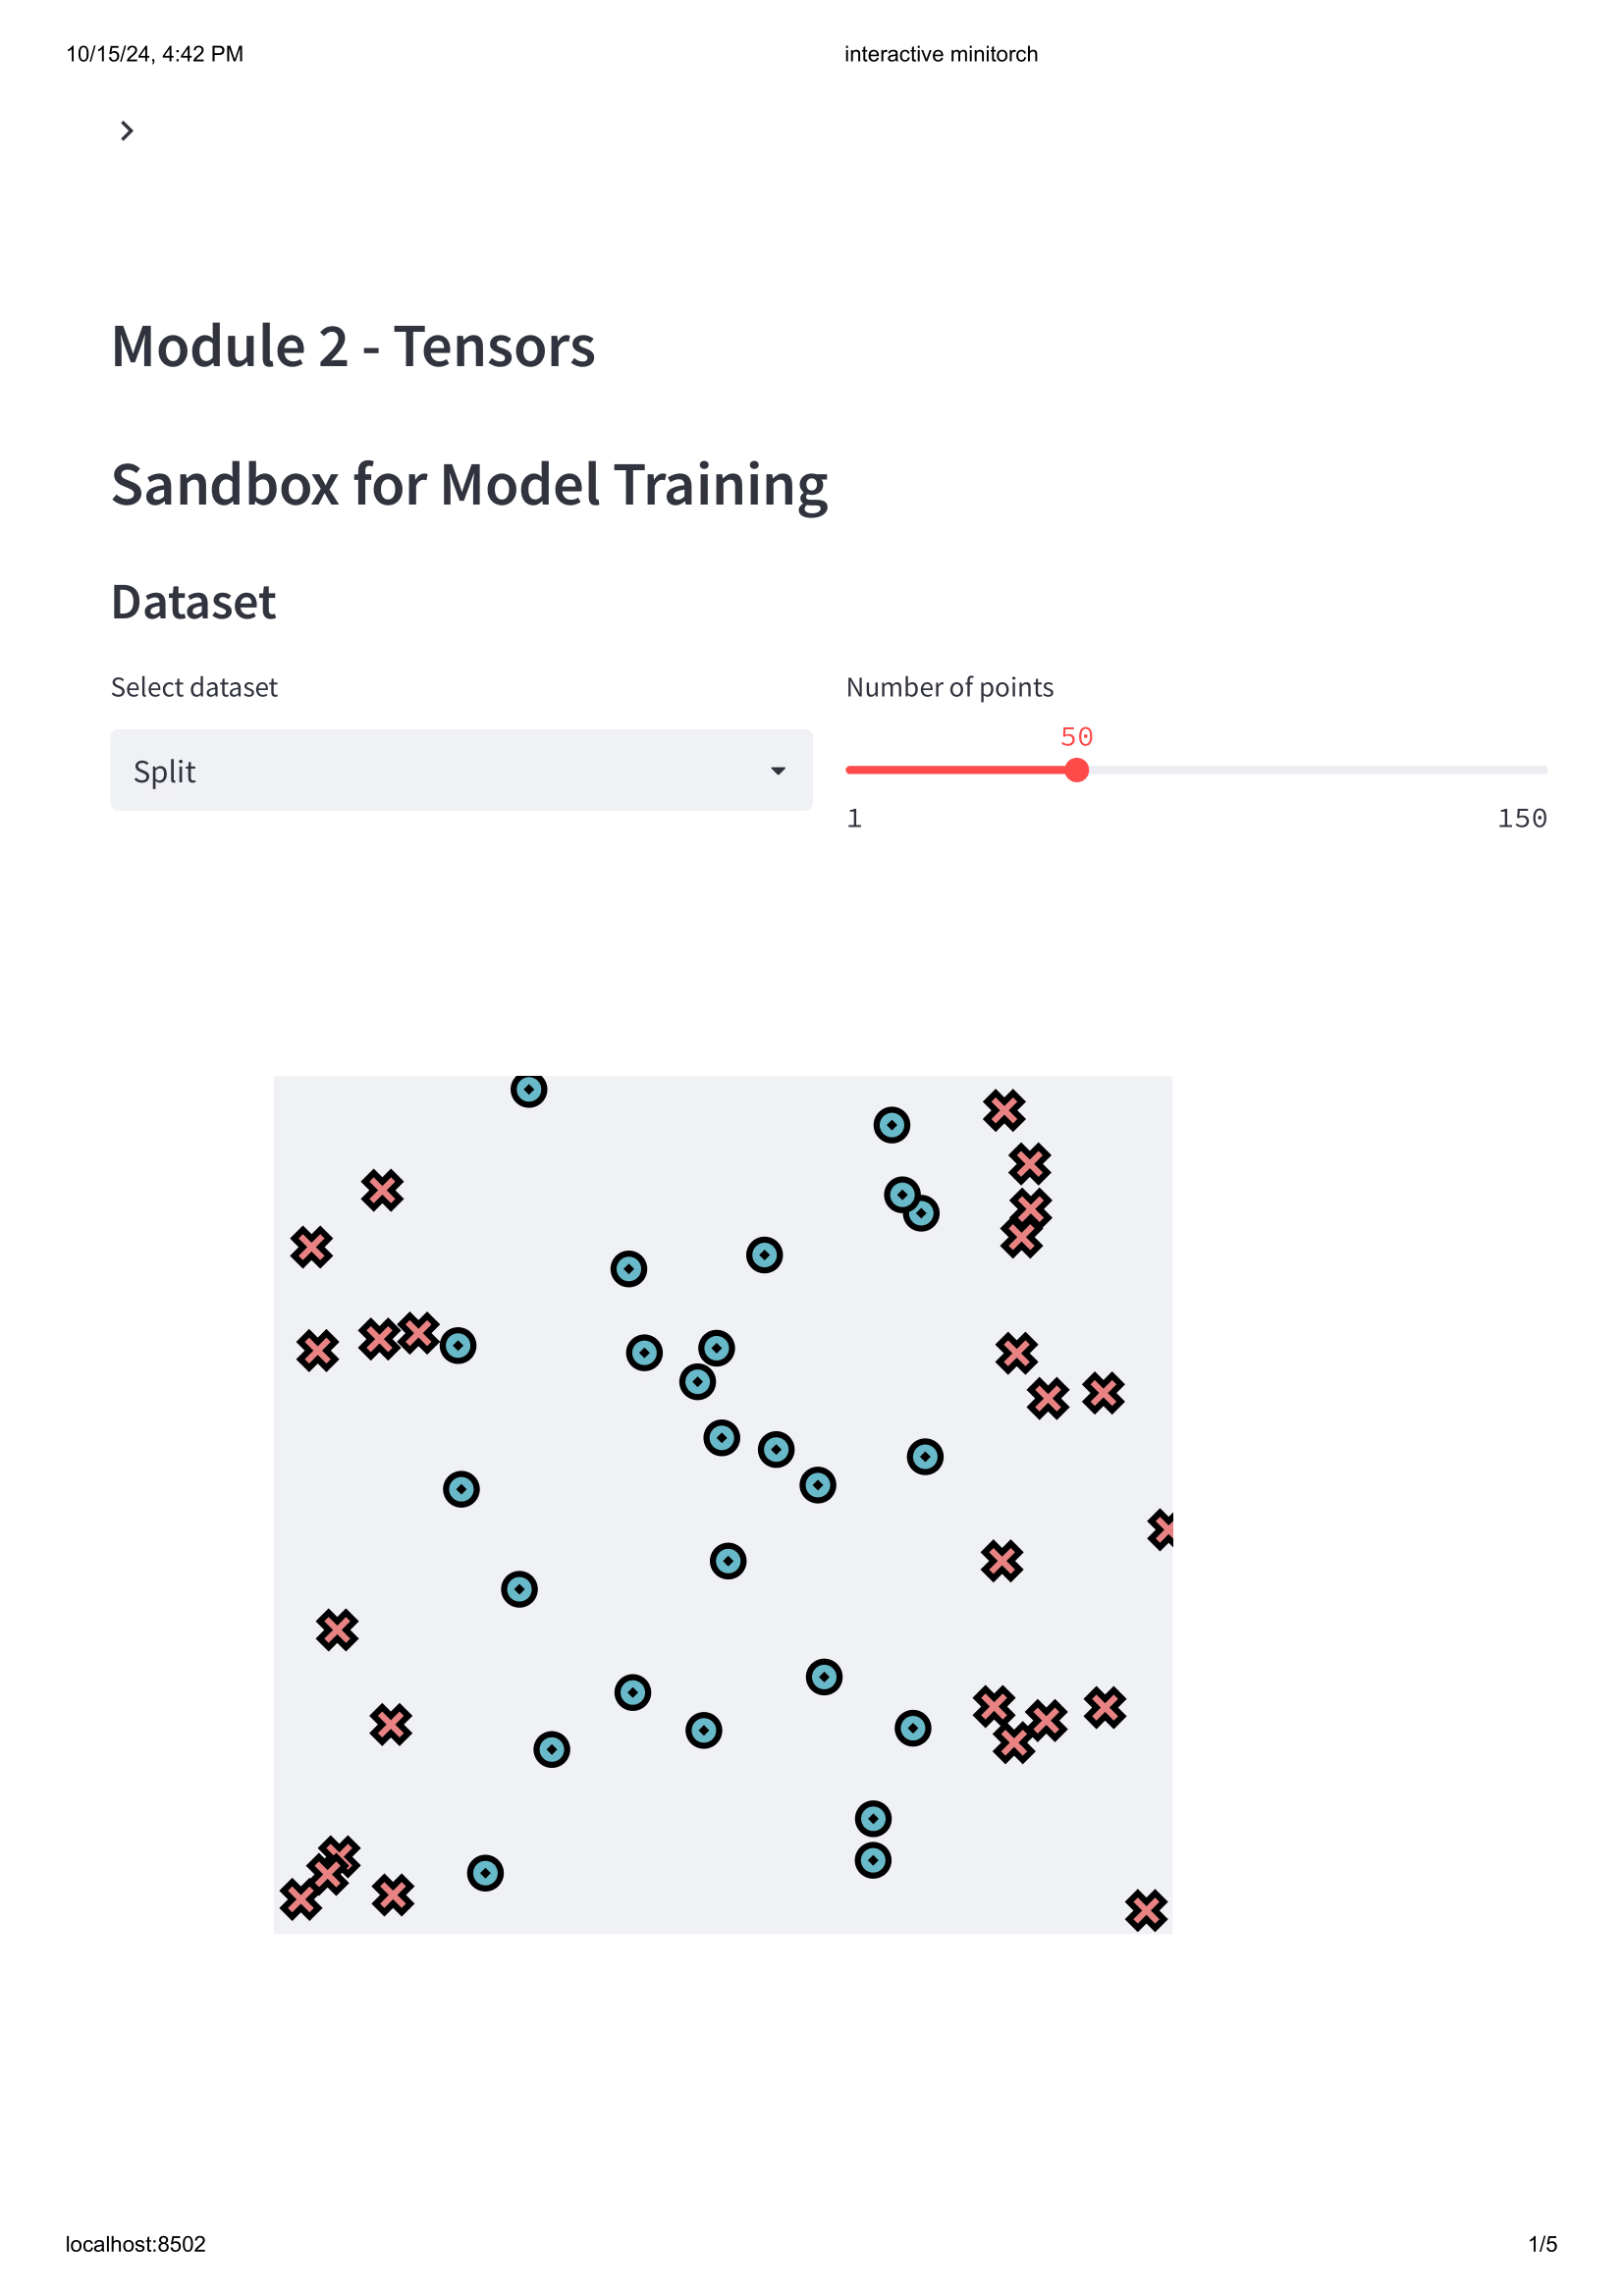 10/15/24, 4:42 PM interactive minitorch
Module 2 - Tensors
Sandbox for Model Training
Dataset
Select dataset Number of points
50
Split
1 150
localhost:8502 1/5